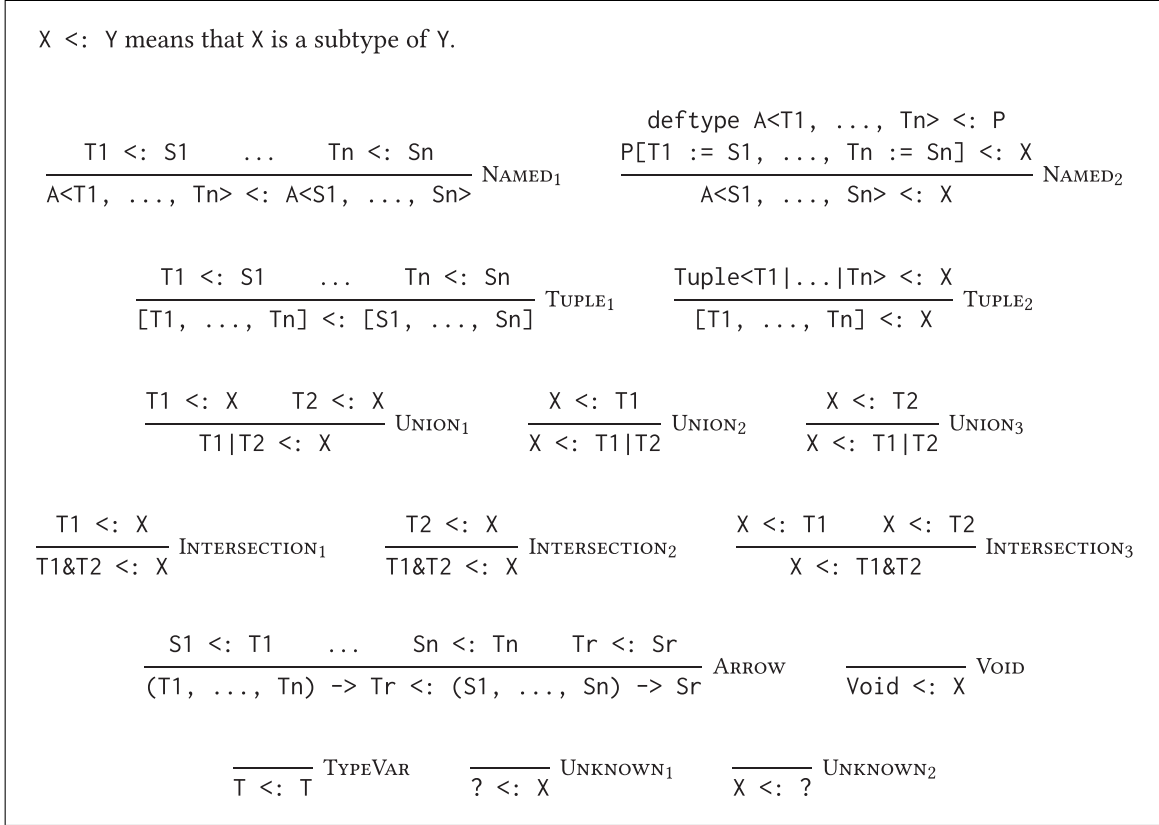 X <: Y means that X is a subtype of Y.
deftype A<T1, ..., Tn> <: P
T1 <: S1 ... Tn <: Sn
P[T1 := S1, ..., Tn := Sn] <: X
A<T1, ..., Tn> <: A<S1, ..., Sn> NAMED1
A<S1, ..., Sn> <: X NAMED2
T1 <: S1 ... Tn <: Sn
[T1, ..., Tn] <: [S1, ..., Sn] TUPLE1
Tuple<T1|...|Tn> <: X
[T1, ..., Tn] <: X TUPLE2
T1 <: X T2 <: X
T1|T2 <: X UNION1
X <: T1
X <: T1|T2 UNION2
X <: T2
X <: T1|T2 UNION3
T1 <: X
T1&T2 <: X INTERSECTION1
T2 <: X
T1&T2 <: X INTERSECTION2
X <: T1 X <: T2
X <: T1&T2 INTERSECTION3
S1 <: T1 ... Sn <: Tn Tr <: Sr
(T1, ..., Tn) -> Tr <: (S1, ..., Sn) -> Sr ARROW
Void <: X VOID
T <: T TYPEVAR
? <: X UNKNOWN1
X <: ? UNKNOWN2